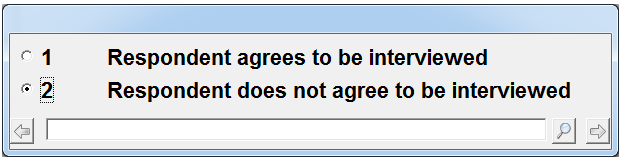 1 Respondent agrees to be interviewed
2 Respondent does not agree to be interviewed